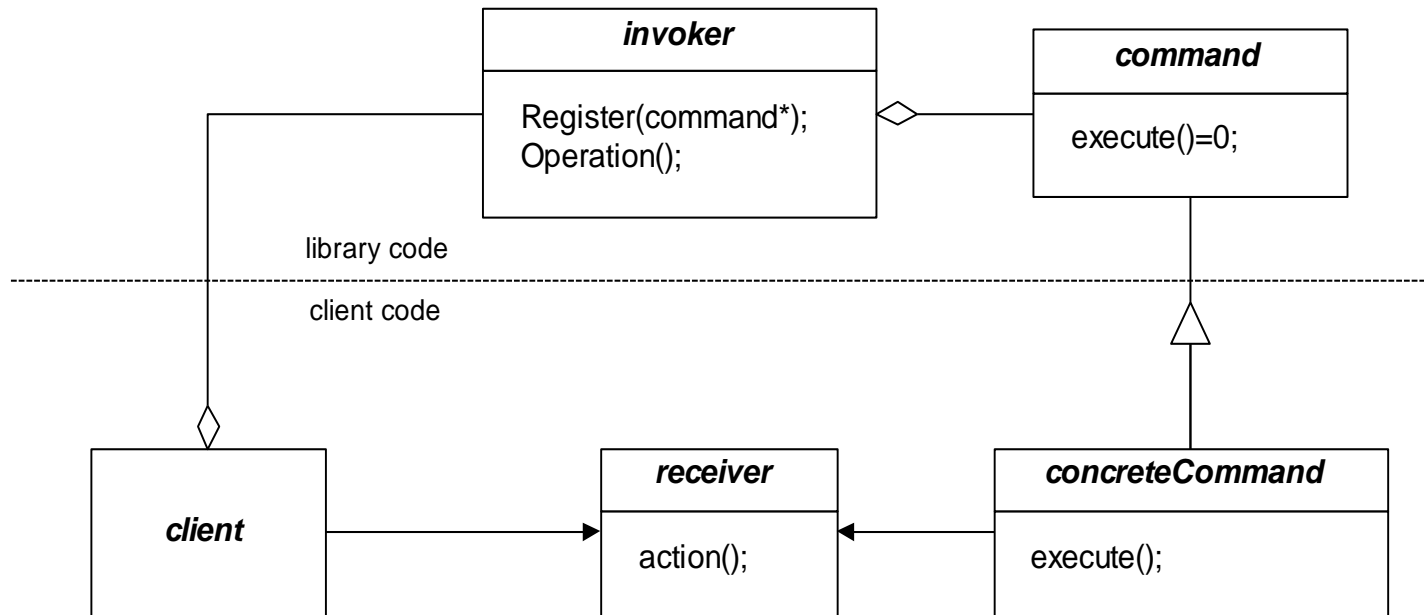 invoker
Register(command*);
Operation();
command
execute()=0;
library code
client code
client
receiver
action();
concreteCommand
execute();